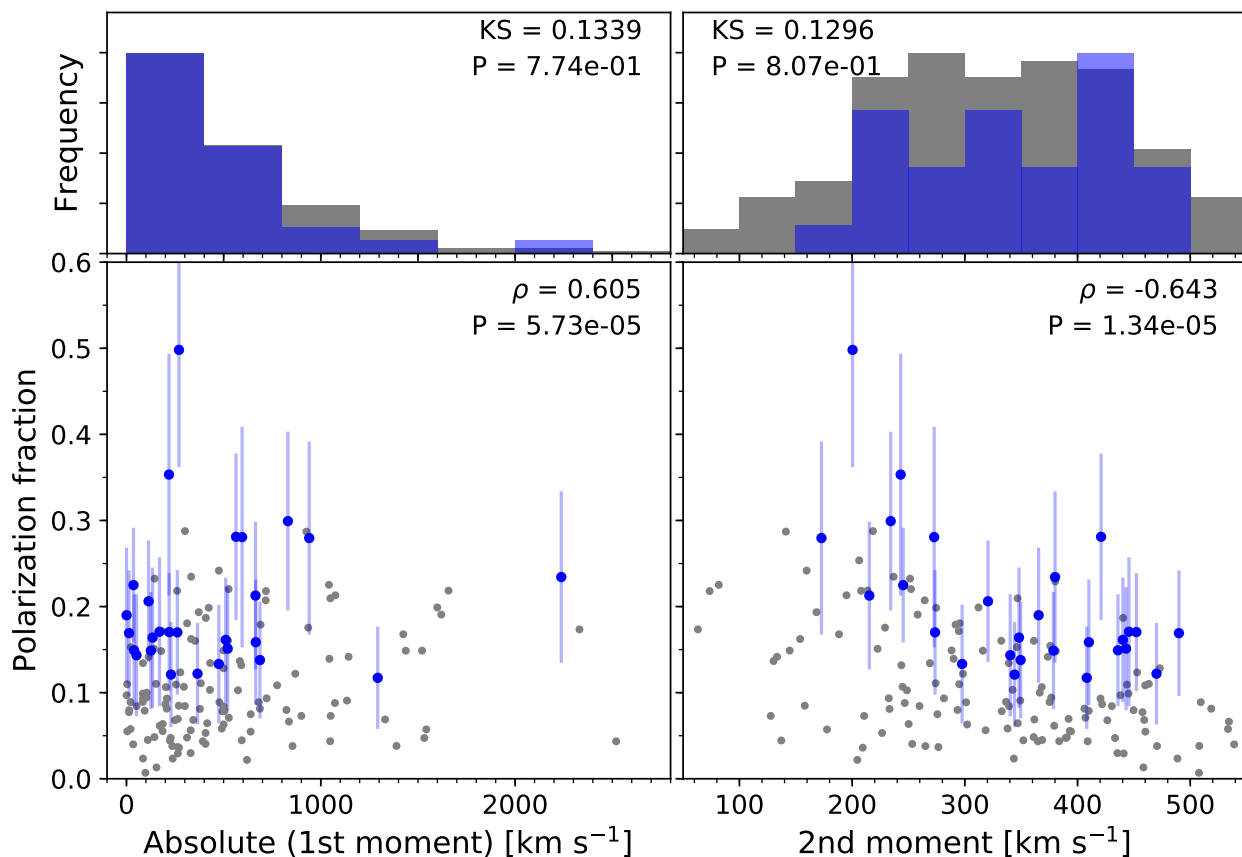 KS = 0.1339
P = 7.74e-01
KS = 0.1296
P = 8.07e-01
Frequency
ρ = 0.605
P = 5.73e-05
ρ = -0.643
P = 1.34e-05
Polarization fraction
0.6
0.5
0.4
0.3
0.2
0.1
0.0
0 1000 2000
100 200 300 400 500
Absolute (1st moment) [km s⁻¹]
2nd moment [km s⁻¹]